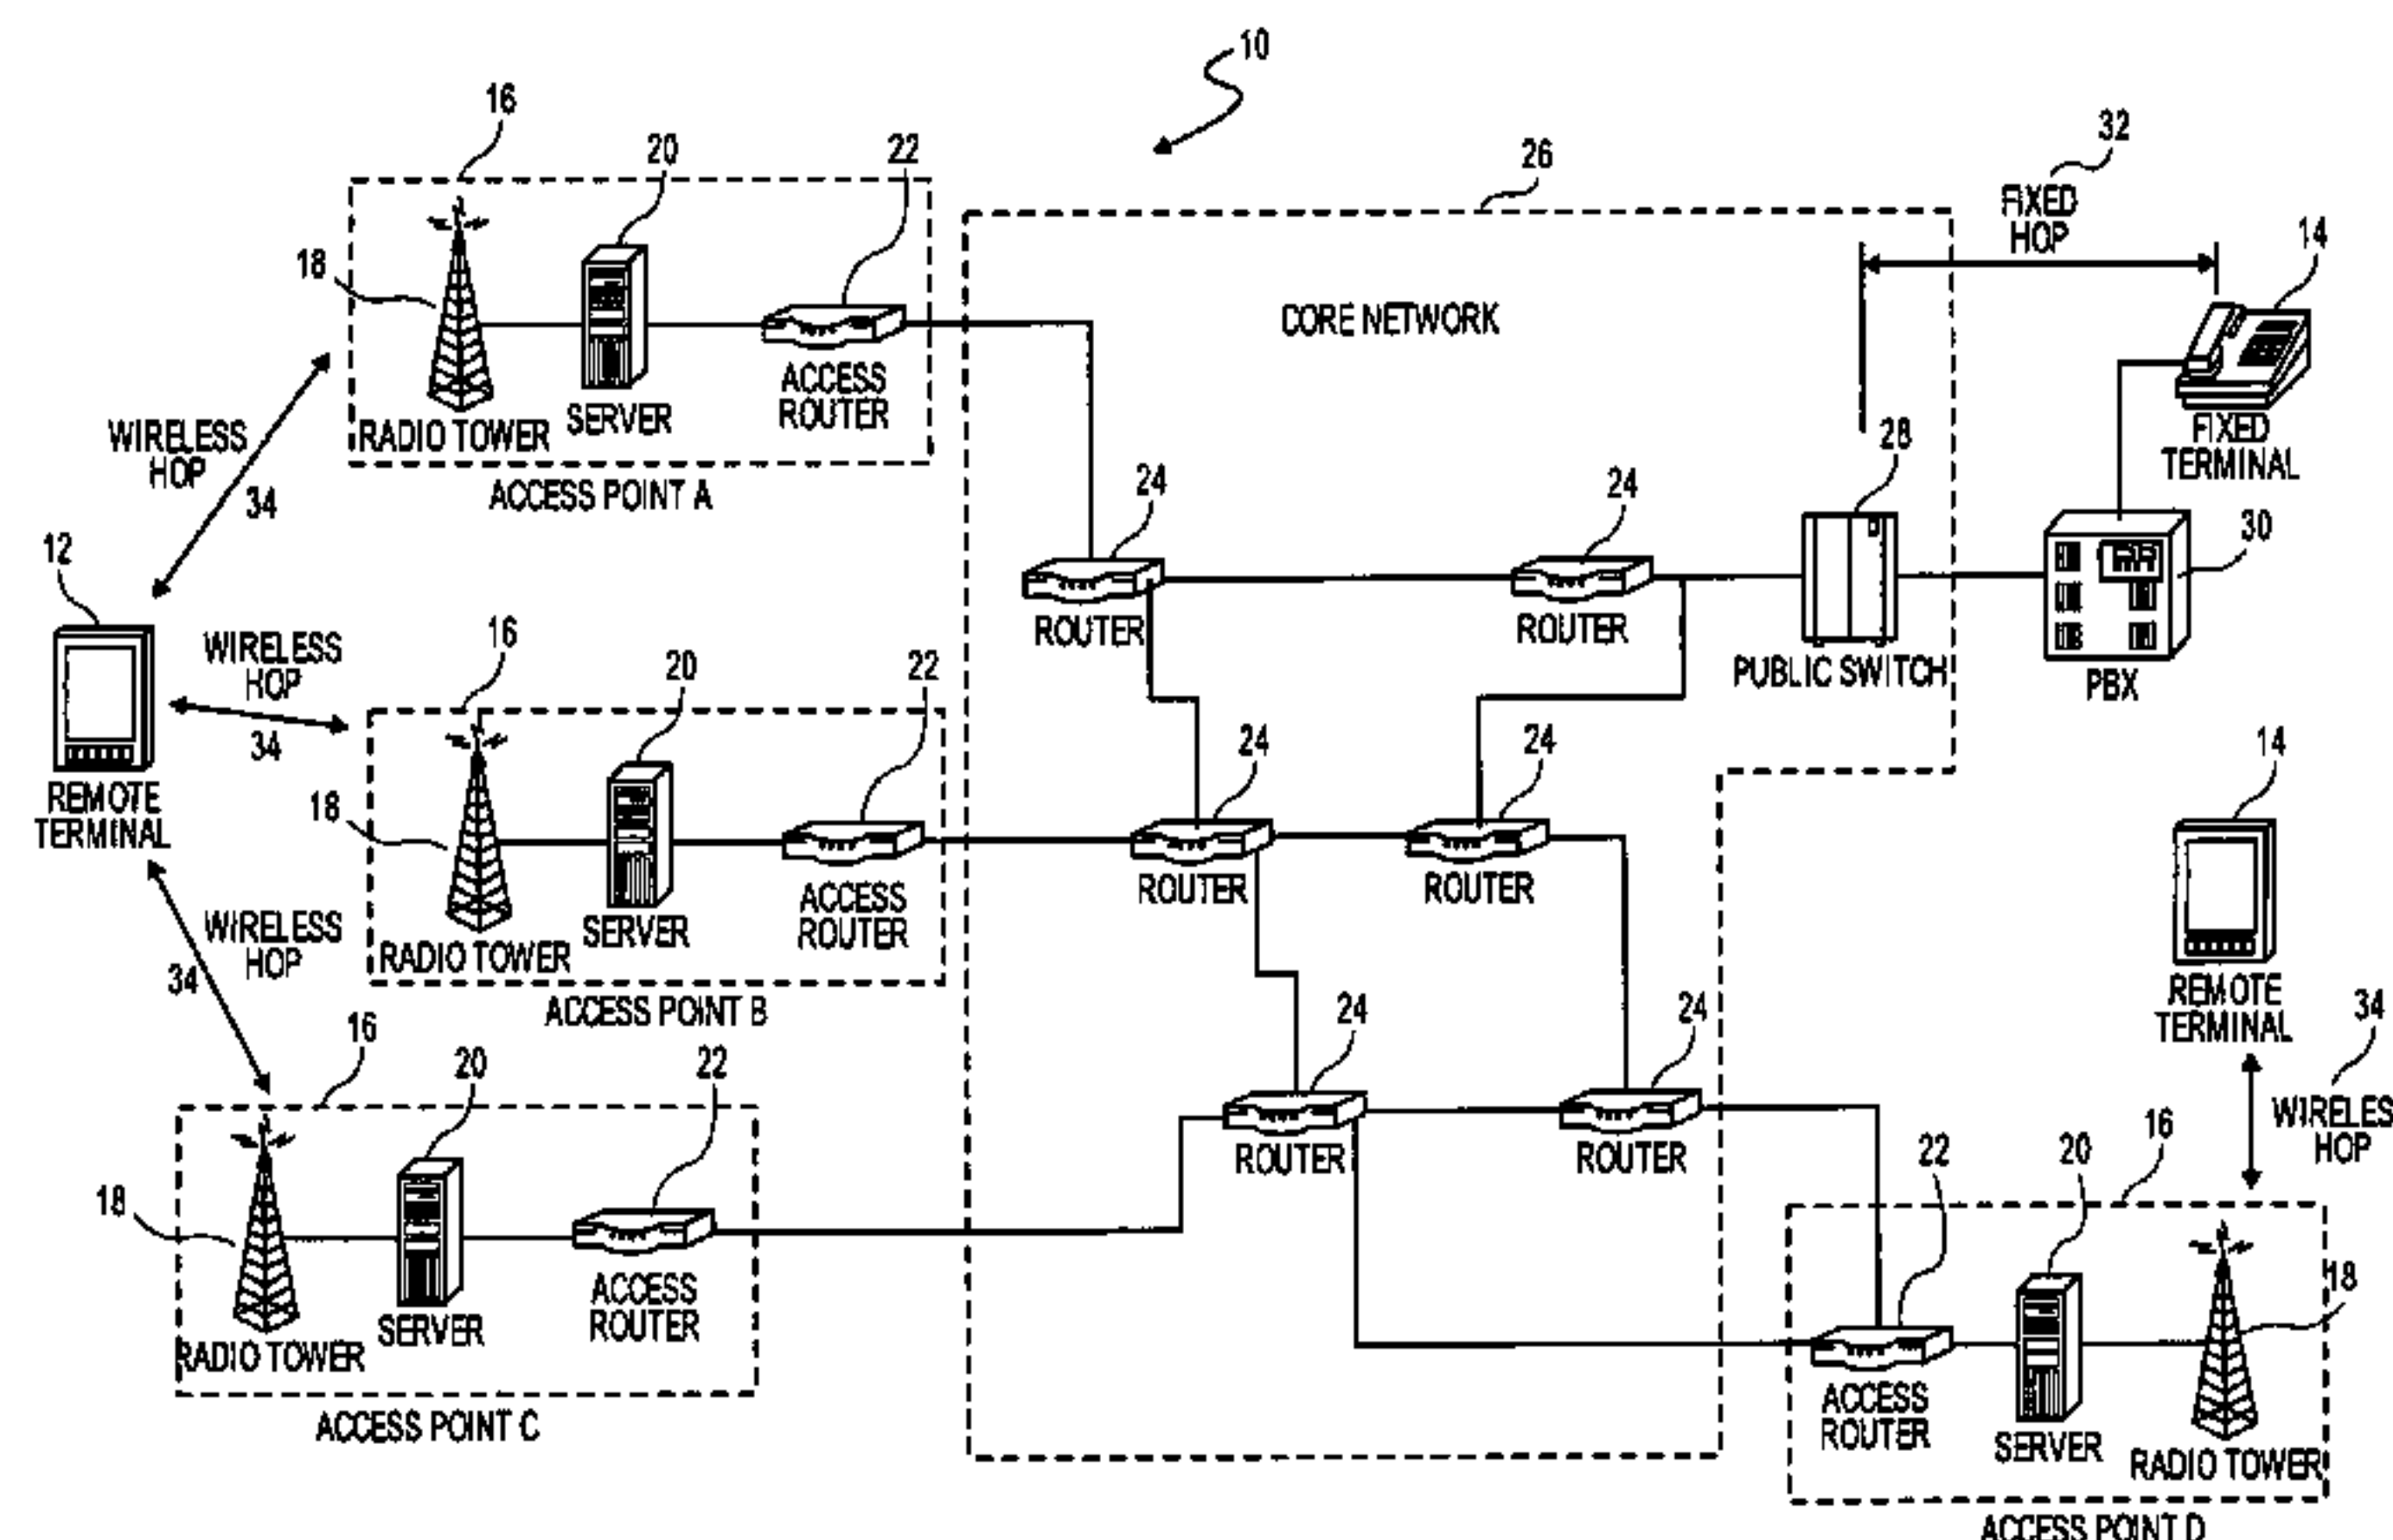 10
16
20
22
26
32
FIXED
HOP
14
18
CORE NETWORK
ACCESS
ROUTER
SERVER
RADIO TOWER
ACCESS POINT A
WIRELESS
HOP
34
FIXED
TERMINAL
28
24
ROUTER
24
ROUTER
PUBLIC SWITCH
30
PBX
12
REMOTE
TERMINAL
WIRELESS
HOP
34
16
20
22
18
ACCESS
ROUTER
SERVER
RADIO TOWER
ACCESS POINT B
24
ROUTER
24
ROUTER
14
REMOTE
TERMINAL
34
WIRELES
HOP
WIRELESS
HOP
34
16
20
22
18
ACCESS
ROUTER
SERVER
RADIO TOWER
ACCESS POINT C
24
ROUTER
24
ROUTER
22
20
16
18
ACCESS
ROUTER
SERVER
RADIO TOWER
ACCESS POINT D